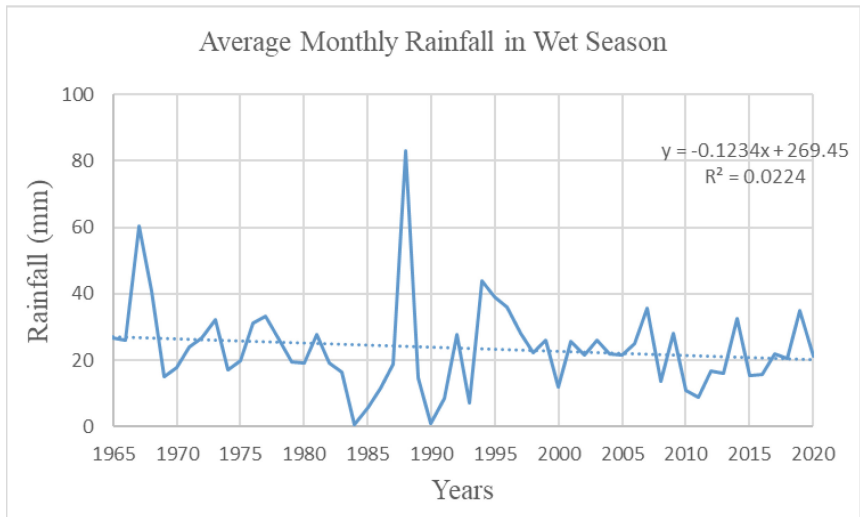 Average Monthly Rainfall in Wet Season
100
80
60
40
20
0
Rainfall (mm)
y = -0.1234x + 269.45
R² = 0.0224
1965 1970 1975 1980 1985 1990 1995 2000 2005 2010 2015 2020
Years